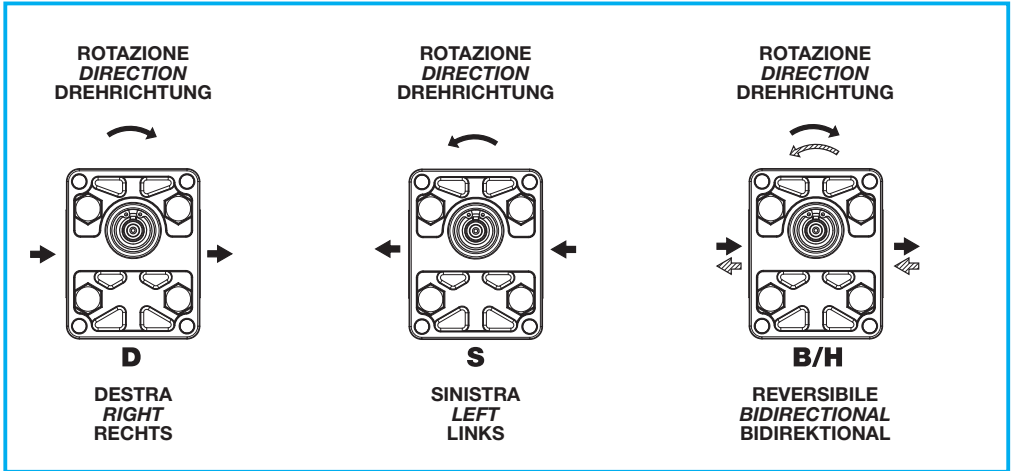 ROTAZIONE
DIRECTION
DREHRICHTUNG
D
DESTRA
RIGHT
RECHTS
ROTAZIONE
DIRECTION
DREHRICHTUNG
S
SINISTRA
LEFT
LINKS
ROTAZIONE
DIRECTION
DREHRICHTUNG
B/H
REVERSIBILE
BIDIRECTIONAL
BIDIREKTIONAL